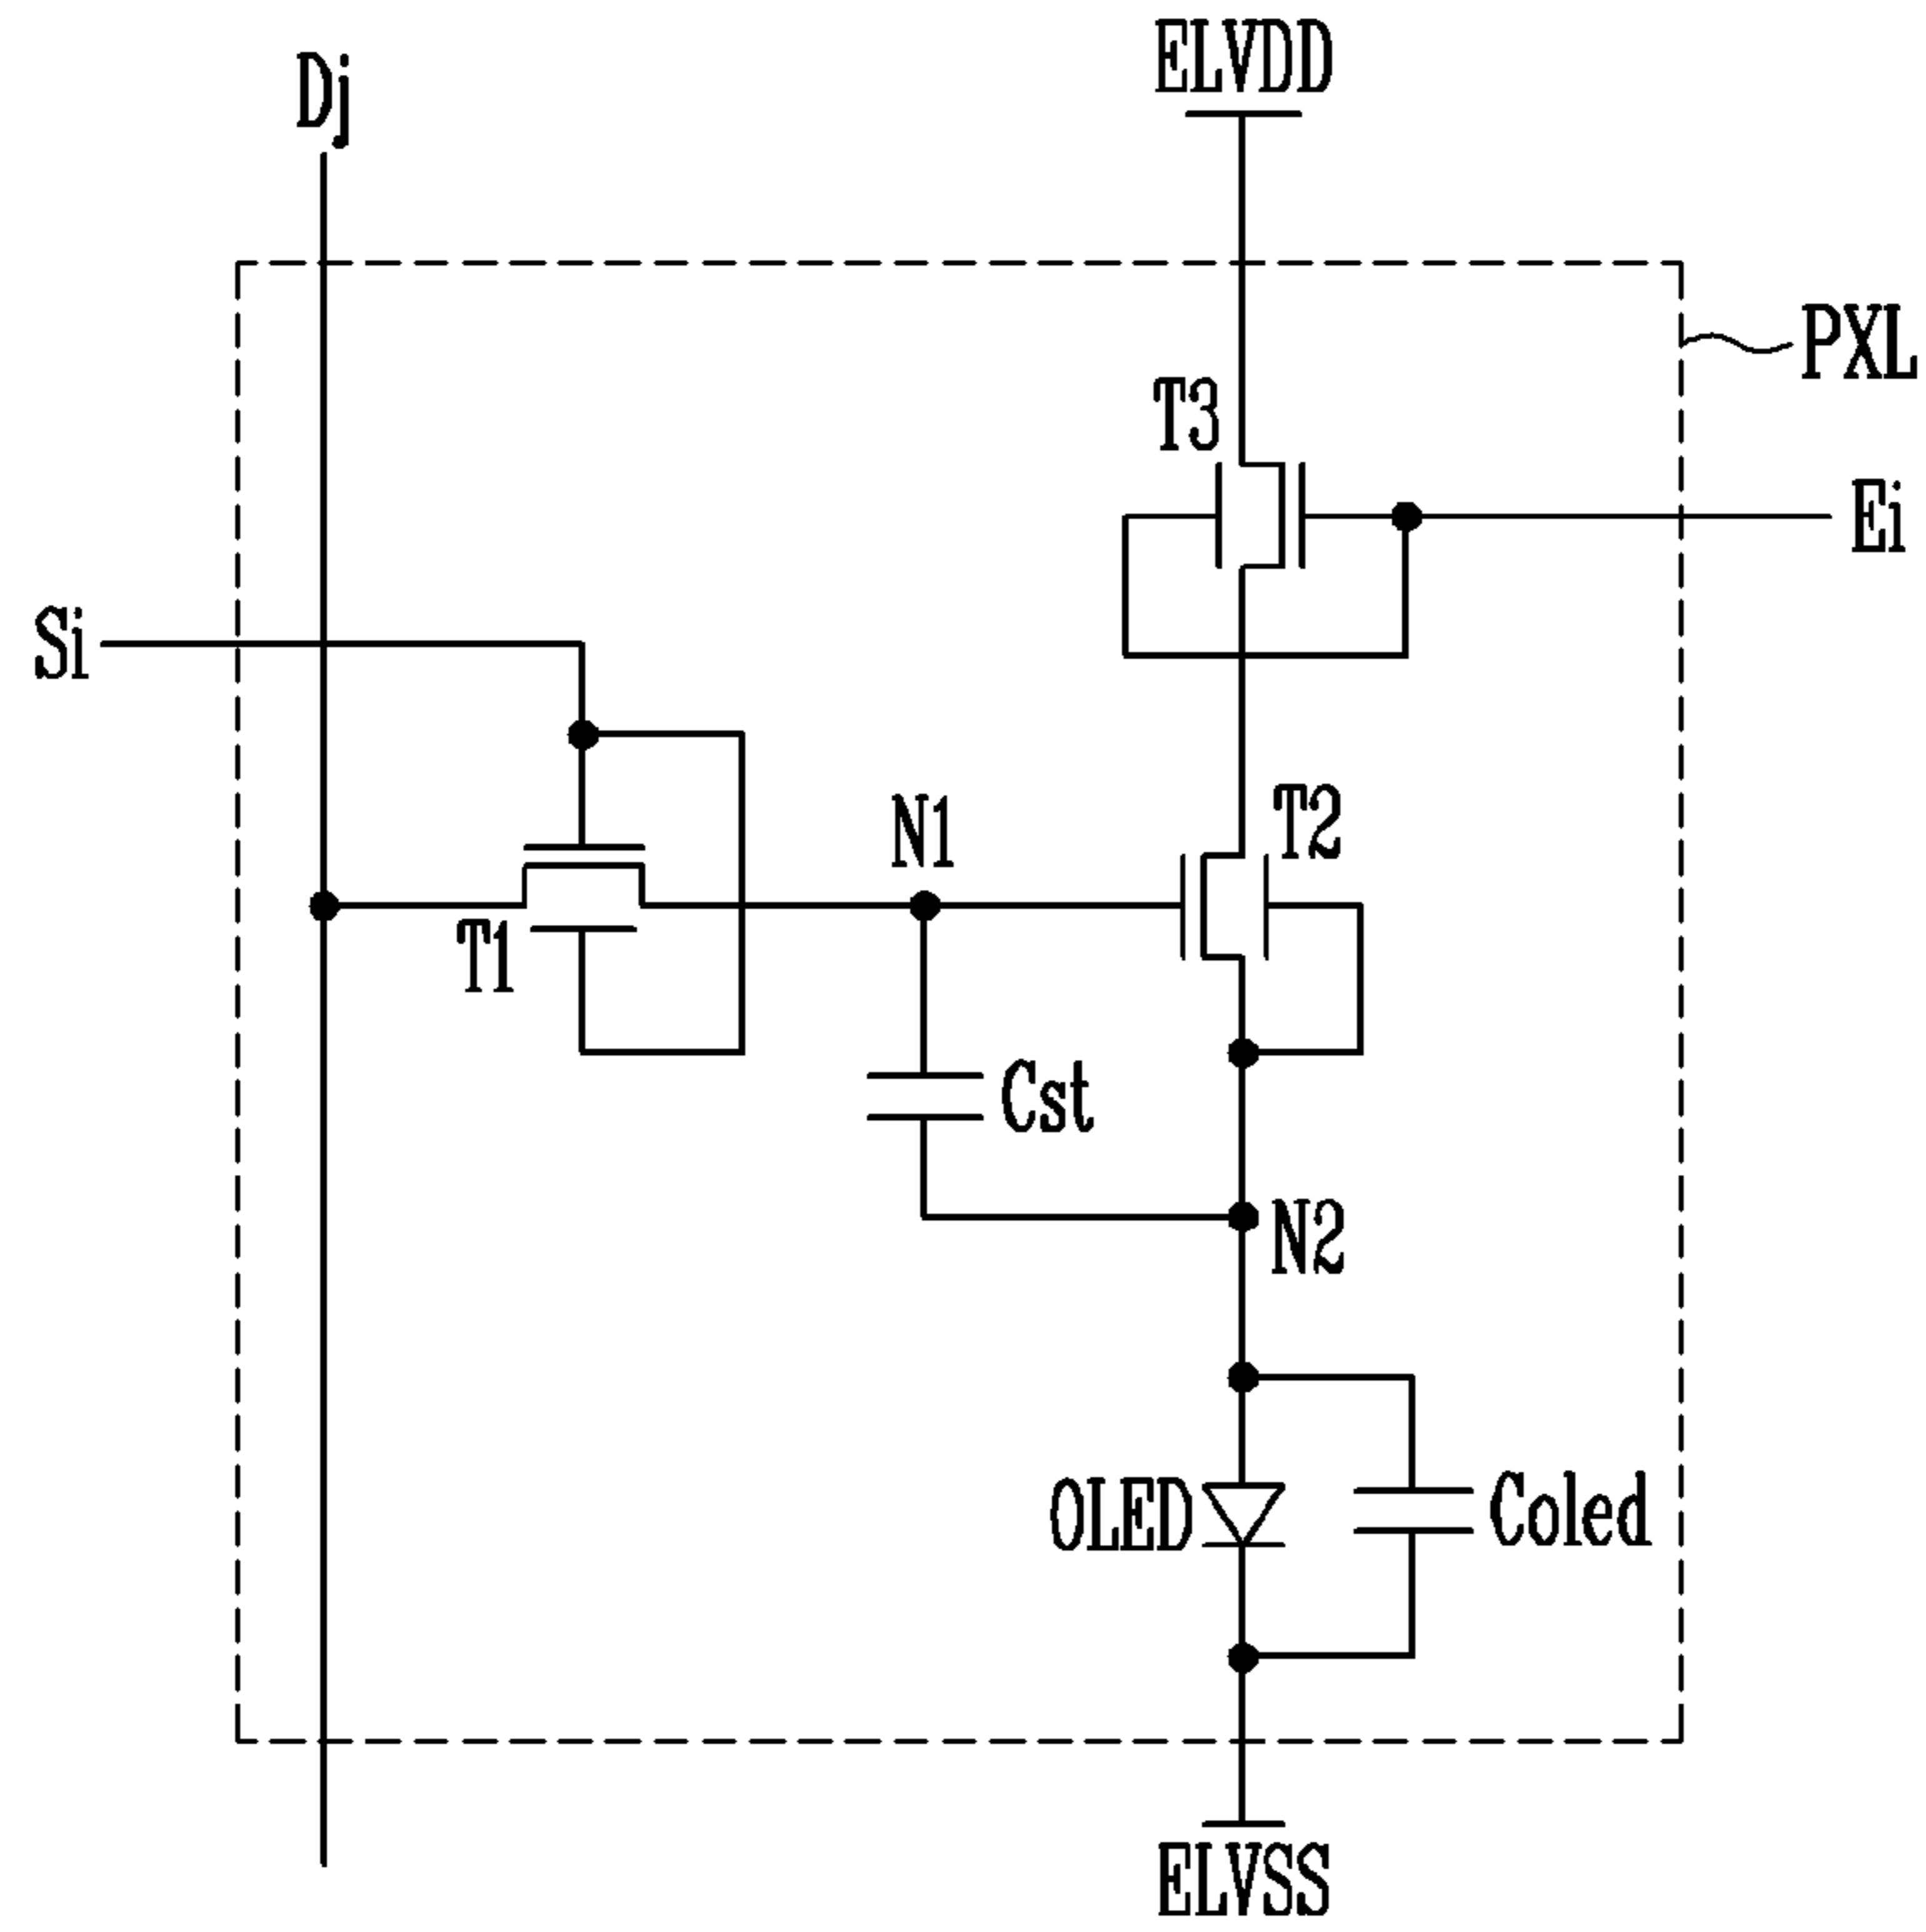 ELVDD
Dj
PXL
T3
Ei
Si
T2
N1
T1
Cst
N2
OLED
Coled
ELVSS